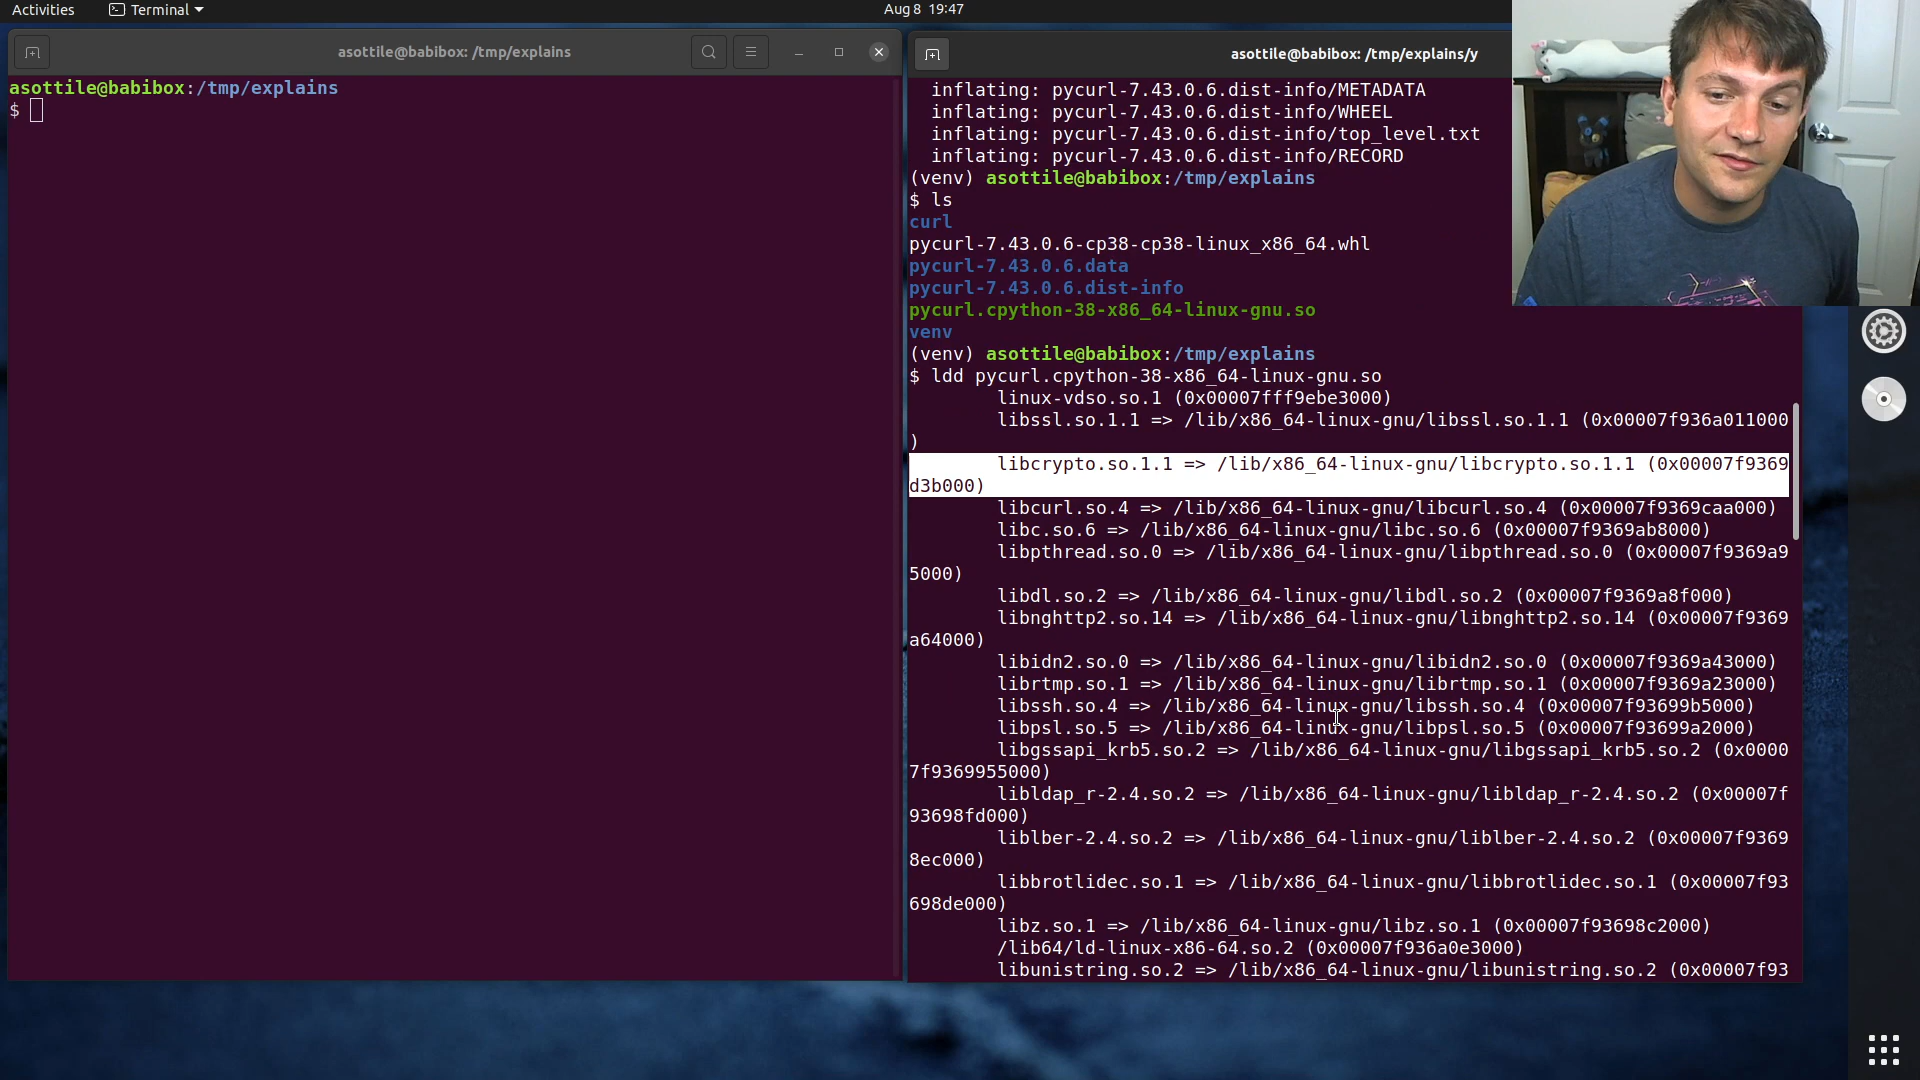 Activities
Terminal
Aug 8 19:47
asottile@babibox: /tmp/explains
asottile@babibox:/tmp/explains
$
asottile@babibox: /tmp/explains/y
inflating: pycurl-7.43.0.6.dist-info/METADATA
inflating: pycurl-7.43.0.6.dist-info/WHEEL
inflating: pycurl-7.43.0.6.dist-info/top_level.txt
inflating: pycurl-7.43.0.6.dist-info/RECORD
(venv) asottile@babibox:/tmp/explains
$ ls
curl
pycurl-7.43.0.6-cp38-cp38-linux_x86_64.whl
pycurl-7.43.0.6.data
pycurl-7.43.0.6.dist-info
pycurl.cpython-38-x86_64-linux-gnu.so
venv
(venv) asottile@babibox:/tmp/explains
$ ldd pycurl.cpython-38-x86_64-linux-gnu.so
linux-vdso.so.1 (0x00007fff9ebe3000)
libssl.so.1.1 => /lib/x86_64-linux-gnu/libssl.so.1.1 (0x00007f936a011000
)
libcrypto.so.1.1 => /lib/x86_64-linux-gnu/libcrypto.so.1.1 (0x00007f9369
d3b000)
libcurl.so.4 => /lib/x86_64-linux-gnu/libcurl.so.4 (0x00007f9369caa000)
libc.so.6 => /lib/x86_64-linux-gnu/libc.so.6 (0x00007f9369ab8000)
libpthread.so.0 => /lib/x86_64-linux-gnu/libpthread.so.0 (0x00007f9369a9
5000)
libdl.so.2 => /lib/x86_64-linux-gnu/libdl.so.2 (0x00007f9369a8f000)
libnghttp2.so.14 => /lib/x86_64-linux-gnu/libnghttp2.so.14 (0x00007f9369
a64000)
libidn2.so.0 => /lib/x86_64-linux-gnu/libidn2.so.0 (0x00007f9369a43000)
librtmp.so.1 => /lib/x86_64-linux-gnu/librtmp.so.1 (0x00007f9369a23000)
libssh.so.4 => /lib/x86_64-linux-gnu/libssh.so.4 (0x00007f93699b5000)
libpsl.so.5 => /lib/x86_64-linux-gnu/libpsl.so.5 (0x00007f93699a2000)
libgssapi_krb5.so.2 => /lib/x86_64-linux-gnu/libgssapi_krb5.so.2 (0x0000
7f9369955000)
libldap_r-2.4.so.2 => /lib/x86_64-linux-gnu/libldap_r-2.4.so.2 (0x00007f
93698fd000)
liblber-2.4.so.2 => /lib/x86_64-linux-gnu/liblber-2.4.so.2 (0x00007f9369
8ec000)
libbrotlidec.so.1 => /lib/x86_64-linux-gnu/libbrotlidec.so.1 (0x00007f93
698de000)
libz.so.1 => /lib/x86_64-linux-gnu/libz.so.1 (0x00007f93698c2000)
/lib64/ld-linux-x86-64.so.2 (0x00007f936a0e3000)
libunistring.so.2 => /lib/x86_64-linux-gnu/libunistring.so.2 (0x00007f93